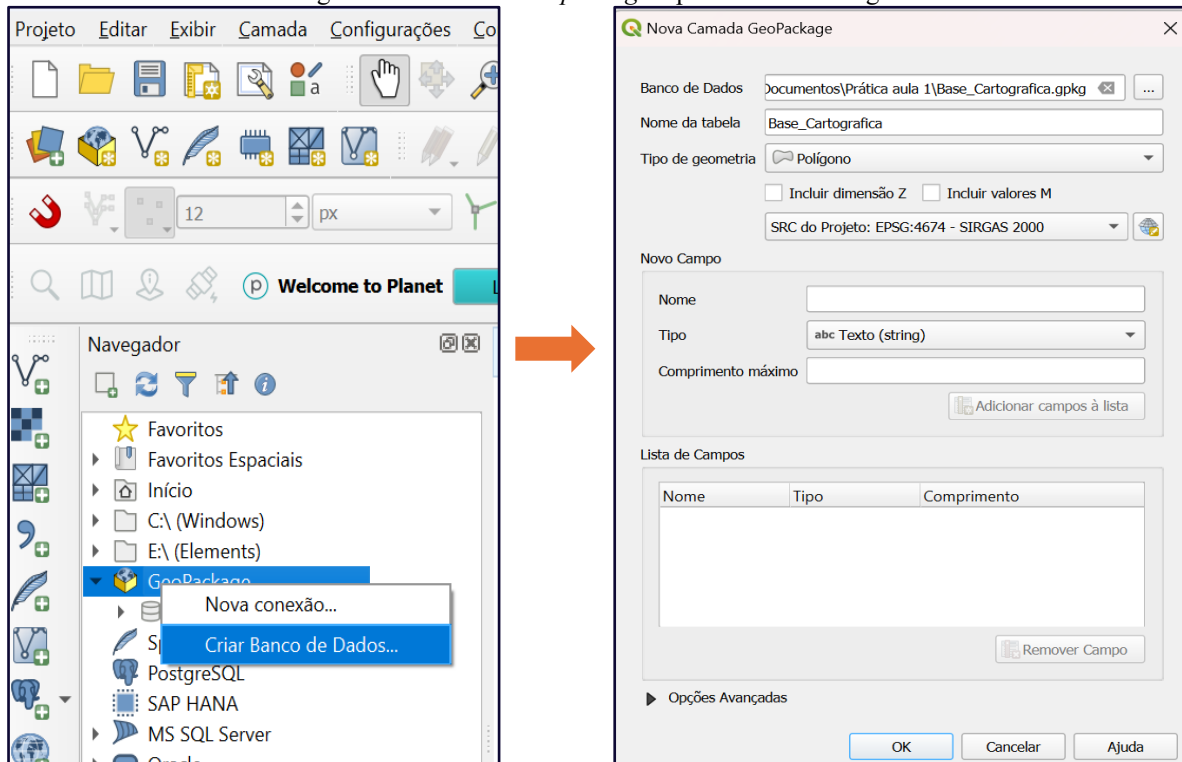 Projeto Editar Exibir Camada Configurações Co
a
12 px
p Welcome to Planet L
Navegador
Favoritos
Favoritos Espaciais
Início
C:\ (Windows)
E:\ (Elements)
GeoPackage
Nova conexão...
Criar Banco de Dados...
PostgreSQL
SAP HANA
MS SQL Server
Nova Camada GeoPackage
Banco de Dados Documentos\Prática aula 1\Base_Cartografica.gpkg ...
Nome da tabela Base_Cartografica
Tipo de geometria Polígono
Incluir dimensão Z Incluir valores M
SRC do Projeto: EPSG:4674 - SIRGAS 2000
Novo Campo
Nome
Tipo abc Texto (string)
Comprimento máximo
Adicionar campos à lista
Lista de Campos
Nome Tipo Comprimento
Remover Campo
Opções Avançadas
OK Cancelar Ajuda